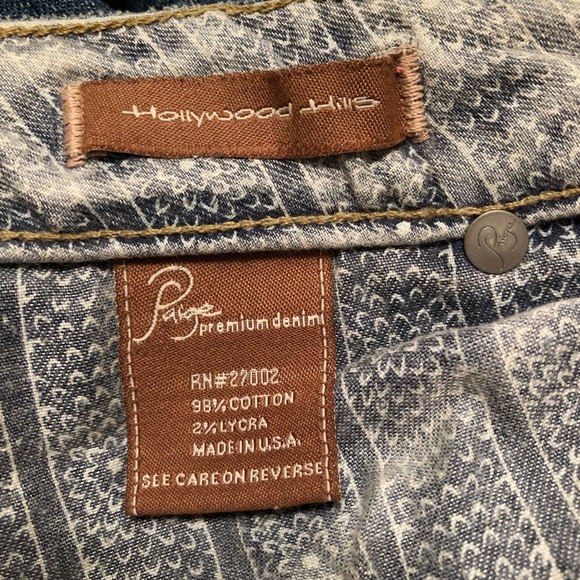 Hollywood Hills
Paige
premium denim
RN#27002
98% COTTON
2% LYCRA
MADE IN U.S.A.
SEE CARE ON REVERSE